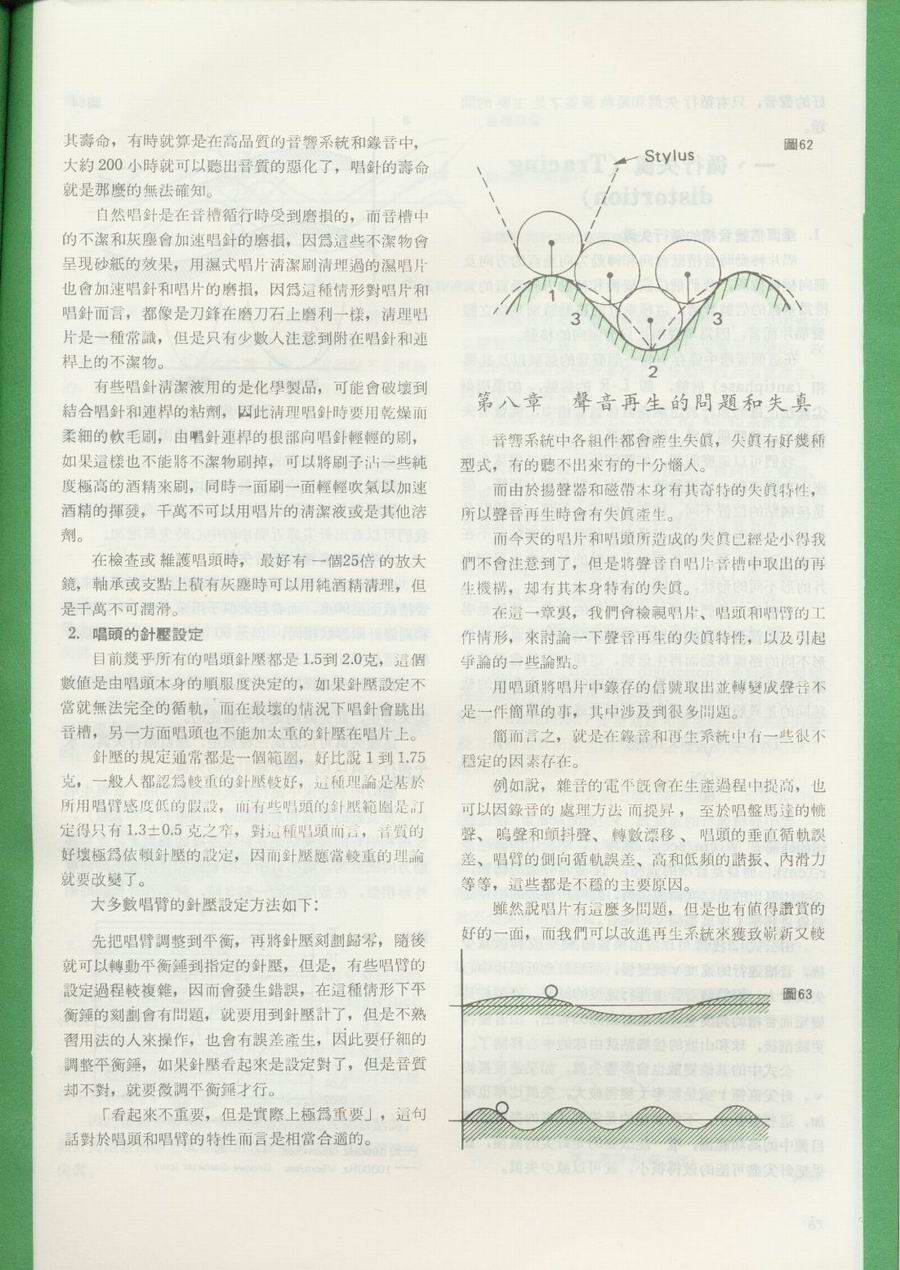 其壽命，有時就算是在高品質的音響系統和錄音中，
大約200小時就可以聽出音質的惡化了，唱針的壽命
就是那麼的無法確知。
自然唱針是在音槽循行時受到磨損的，而音槽中
的不潔和灰塵會加速唱針的磨損，因爲這些不潔物會
呈現砂紙的效果，用濕式唱片清潔刷清理過的濕唱片
也會加速唱針和唱片的磨損，因爲這種情形對唱片和
唱針而言，都像是刀鋒在磨刀石上磨利一樣，清理唱
片是一種常識，但是只有少數人注意到附在唱針和連
桿上的不潔物。
有些唱針清潔液用的是化學製品，可能會破壞到
結合唱針和連桿的粘劑，因此清理唱針時要用乾燥而
柔細的軟毛刷，由唱針連桿的根部向唱針輕輕的刷，
如果這樣也不能將不潔物刷掉，可以將刷子沾一些純
度極高的酒精來刷，同時一面刷一面輕輕吹氣以加速
酒精的揮發，千萬不可以用唱片的清潔液或是其他溶
劑。
在檢查或維護唱頭時，最好有一個25倍的放大
鏡，軸承或支點上積有灰塵時可以用純酒精清理，但
是千萬不可潤滑。
2. 唱頭的針壓設定
目前幾乎所有的唱頭針壓都是1.5到2.0克，這個
數值是由唱頭本身的順服度決定的，如果針壓設定不
當就無法完全的循軌，而在最壞的情況下唱針會跳出
音槽，另一方面唱頭也不能加太重的針壓在唱片上。
針壓的規定通常都是一個範圍，好比說1到1.75
克，一般人都認爲較重的針壓較好，這種理論是基於
所用唱臂感度低的假設，而有些唱頭的針壓範圍是訂
定得只有1.3±0.5克之窄，對這種唱頭而言，音質的
好壞極爲依賴針壓的設定，因而針壓應當較重的理論
就要改變了。
大多數唱臂的針壓設定方法如下：
先把唱臂調整到平衡，再將針壓刻劃歸零，隨後
就可以轉動平衡錘到指定的針壓，但是，有些唱臂的
設定過程較複雜，因而會發生錯誤，在這種情形下平
衡錘的刻劃會有問題，就要用到針壓計了，但是不熟
習用法的人來操作，也會有誤差產生，因此要仔細的
調整平衡錘，如果針壓看起來是設定對了，但是音質
却不對，就要微調平衡錘才行。
「看起來不重要，但是實際上極爲重要」，這句
話對於唱頭和唱臂的特性而言是相當合適的。
圖62
Stylus
1
3
3
2
第八章　聲音再生的問題和失真
音響系統中各組件都會產生失眞，失眞有好幾種
型式，有的聽不出來有的十分惱人。
而由於揚聲器和磁帶本身有其奇特的失眞特性，
所以聲音再生時會有失眞產生。
而今天的唱片和唱頭所造成的失眞已經是小得我
們不會注意到了，但是將聲音自唱片音槽中取出的再
生機構，却有其本身特有的失眞。
在這一章裏，我們會檢視唱片、唱頭和唱臂的工
作情形，來討論一下聲音再生的失眞特性，以及引起
爭論的一些論點。
用唱頭將唱片中錄存的信號取出並轉變成聲音不
是一件簡單的事，其中涉及到很多問題。
簡而言之，就是在錄音和再生系統中有一些很不
穩定的因素存在。
例如說，雜音的電平旣會在生產過程中提高，也
可以因錄音的處理方法而提昇，至於唱盤馬達的轆
聲、嗚聲和顫抖聲、轉數漂移、唱頭的垂直循軌誤
差、唱臂的側向循軌誤差、高和低頻的諧振、內滑力
等等，這些都是不穩的主要原因。
雖然說唱片有這麼多問題，但是也有値得讚賞的
好的一面，而我們可以改進再生系統來獲致嶄新又較
圖63